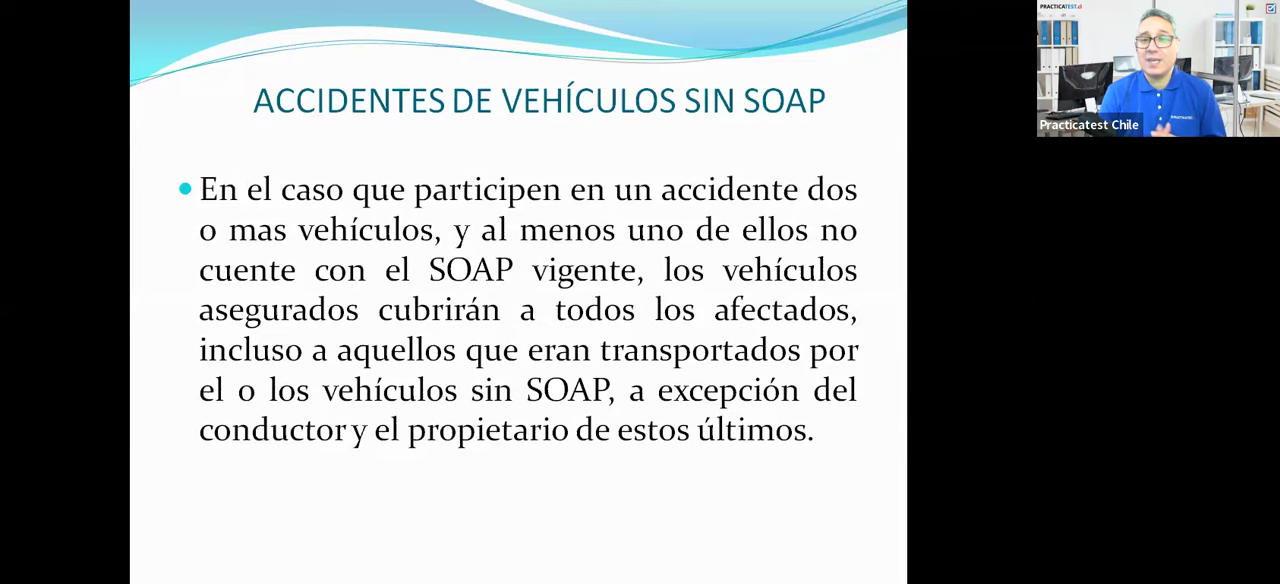 ACCIDENTES DE VEHÍCULOS SIN SOAP
En el caso que participen en un accidente dos
o mas vehículos, y al menos uno de ellos no
cuente con el SOAP vigente, los vehículos
asegurados cubrirán a todos los afectados,
incluso a aquellos que eran transportados por
el o los vehículos sin SOAP, a excepción del
conductor y el propietario de estos últimos.
PRACTICATEST.cl
Practicatest Chile